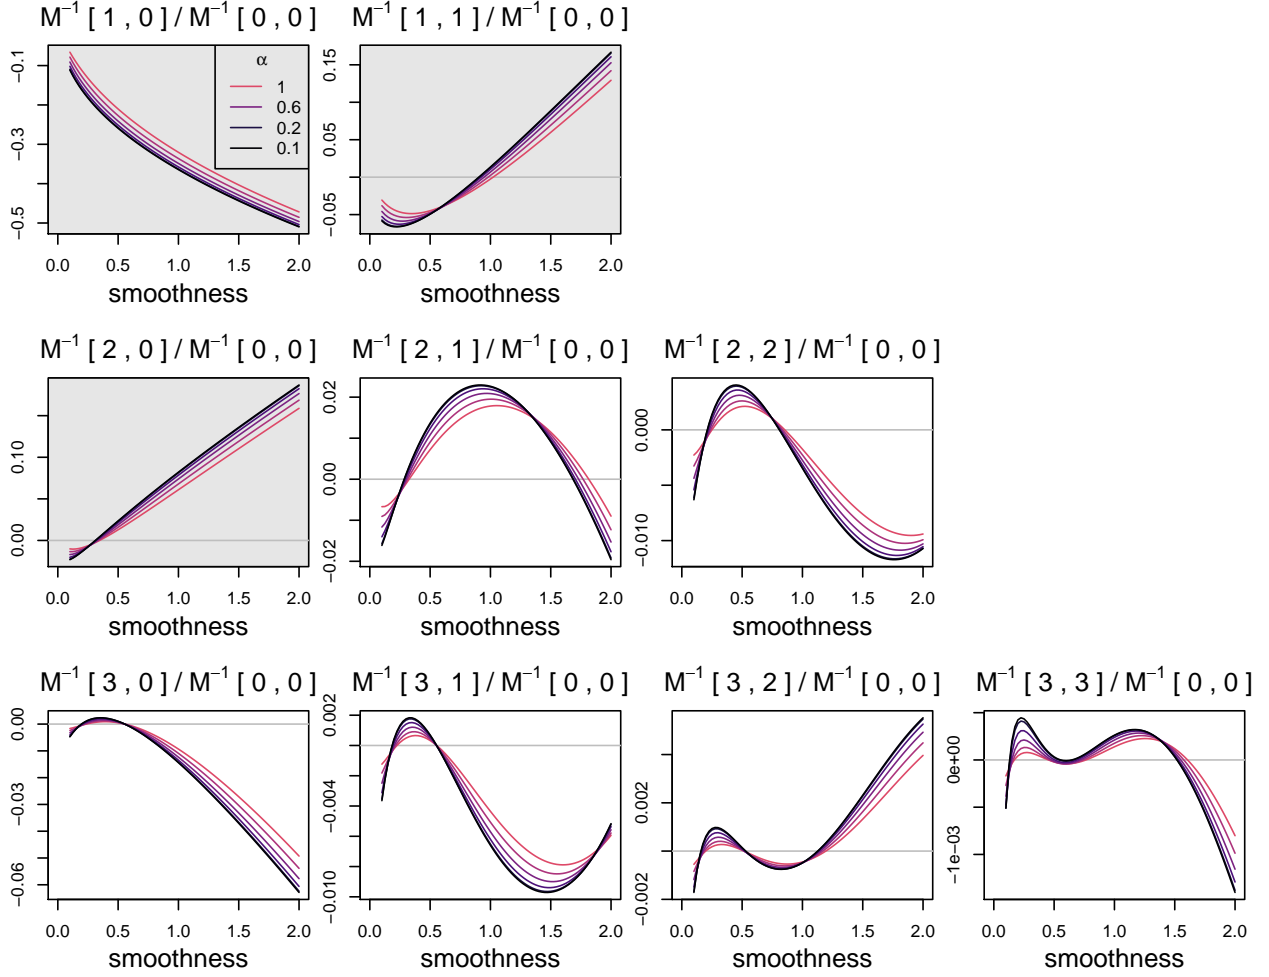 M⁻¹ [ 1 , 0 ] / M⁻¹ [ 0 , 0 ]
M⁻¹ [ 1 , 1 ] / M⁻¹ [ 0 , 0 ]
−0.1
−0.3
−0.5
α
1
0.6
0.2
0.1
0.0 0.5 1.0 1.5 2.0
smoothness
0.15
0.05
−0.05
0.0 0.5 1.0 1.5 2.0
smoothness
M⁻¹ [ 2 , 0 ] / M⁻¹ [ 0 , 0 ]
M⁻¹ [ 2 , 1 ] / M⁻¹ [ 0 , 0 ]
M⁻¹ [ 2 , 2 ] / M⁻¹ [ 0 , 0 ]
0.10
0.00
0.0 0.5 1.0 1.5 2.0
smoothness
0.02
0.00
−0.02
0.0 0.5 1.0 1.5 2.0
smoothness
0.000
−0.010
0.0 0.5 1.0 1.5 2.0
smoothness
M⁻¹ [ 3 , 0 ] / M⁻¹ [ 0 , 0 ]
M⁻¹ [ 3 , 1 ] / M⁻¹ [ 0 , 0 ]
M⁻¹ [ 3 , 2 ] / M⁻¹ [ 0 , 0 ]
M⁻¹ [ 3 , 3 ] / M⁻¹ [ 0 , 0 ]
0.00
−0.03
−0.06
0.0 0.5 1.0 1.5 2.0
smoothness
0.002
−0.004
−0.010
0.0 0.5 1.0 1.5 2.0
smoothness
0.002
−0.002
0.0 0.5 1.0 1.5 2.0
smoothness
0e+00
−1e−03
0.0 0.5 1.0 1.5 2.0
smoothness